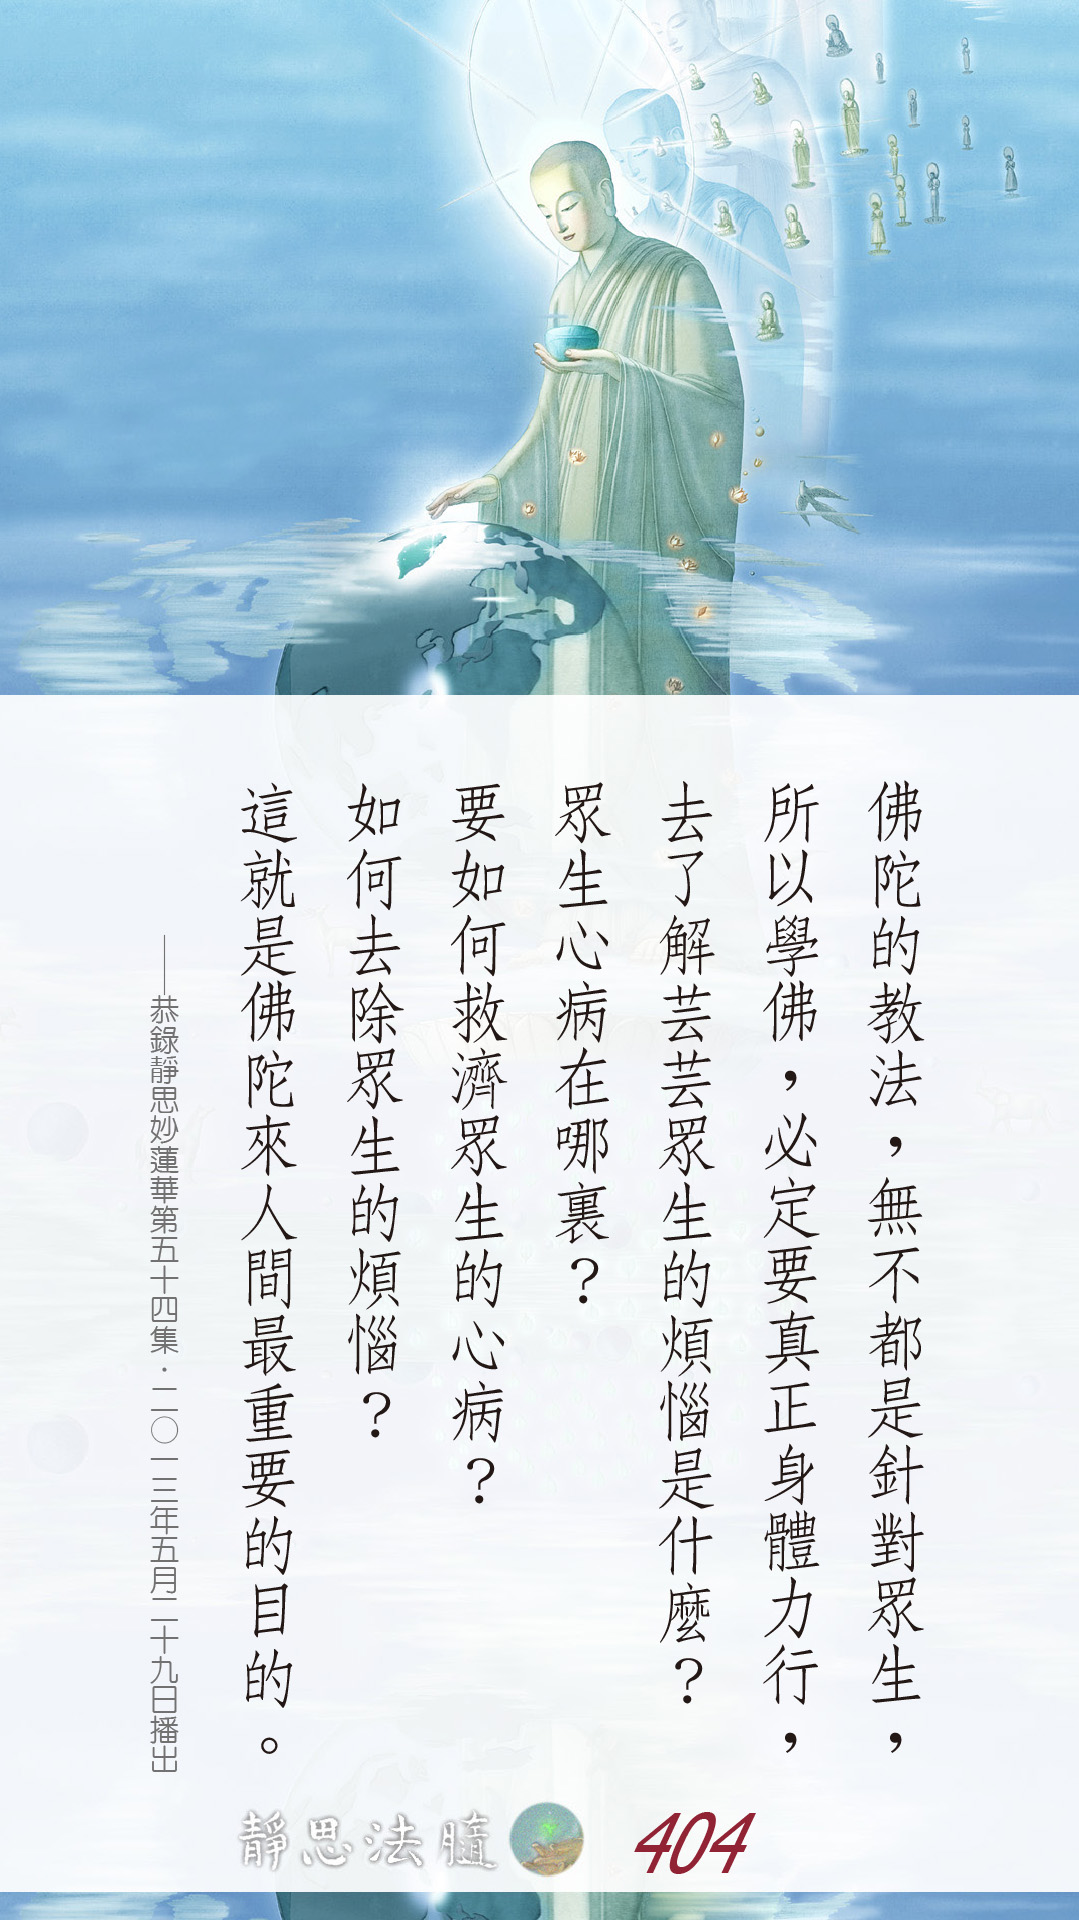 佛陀的教法，無不都是針對眾生，
所以學佛，必定要真正身體力行，
去了解芸芸眾生的煩惱是什麼？
眾生心病在哪裏？
要如何救濟眾生的心病？
如何去除眾生的煩惱？
這就是佛陀來人間最重要的目的。
——恭錄靜思妙蓮華第五十四集·二〇一三年五月二十九日播出
靜思法髓
404